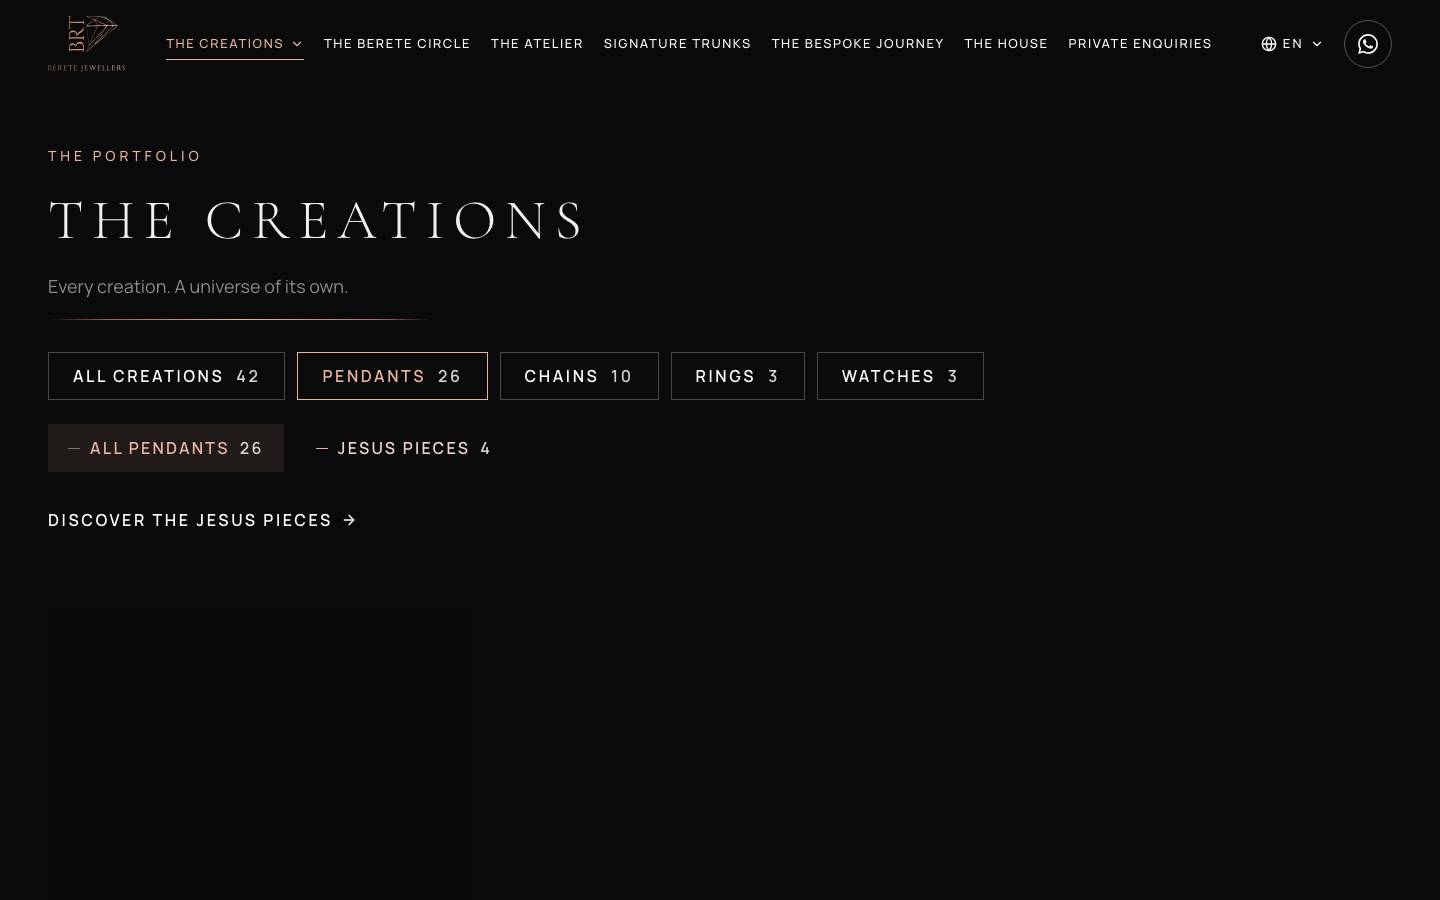 BRT
BERETE JEWELLERS
THE CREATIONS
THE BERETE CIRCLE
THE ATELIER
SIGNATURE TRUNKS
THE BESPOKE JOURNEY
THE HOUSE
PRIVATE ENQUIRIES
EN
THE PORTFOLIO
THE CREATIONS
Every creation. A universe of its own.
ALL CREATIONS 42
PENDANTS 26
CHAINS 10
RINGS 3
WATCHES 3
— ALL PENDANTS 26
— JESUS PIECES 4
DISCOVER THE JESUS PIECES →